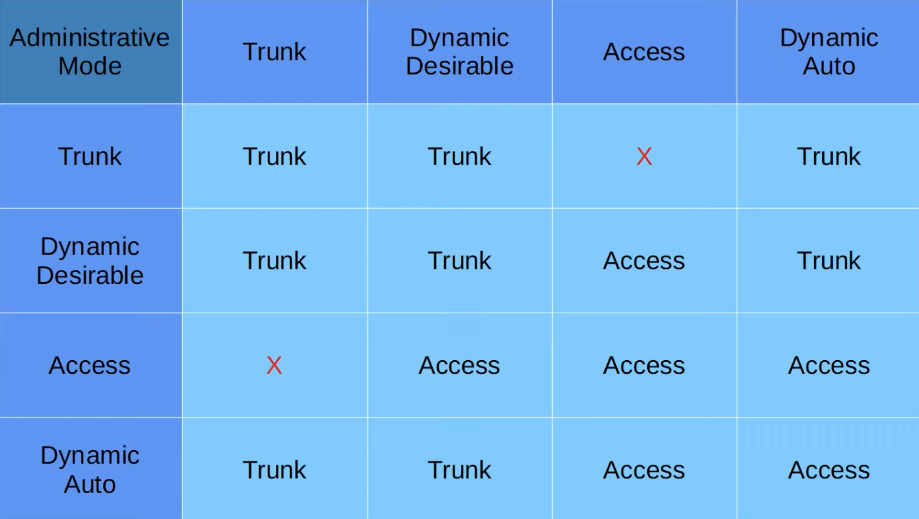 Administrative Mode Trunk Dynamic Desirable Access Dynamic Auto
Trunk Trunk Trunk X Trunk
Dynamic Desirable Trunk Trunk Access Trunk
Access X Access Access Access
Dynamic Auto Trunk Trunk Access Access